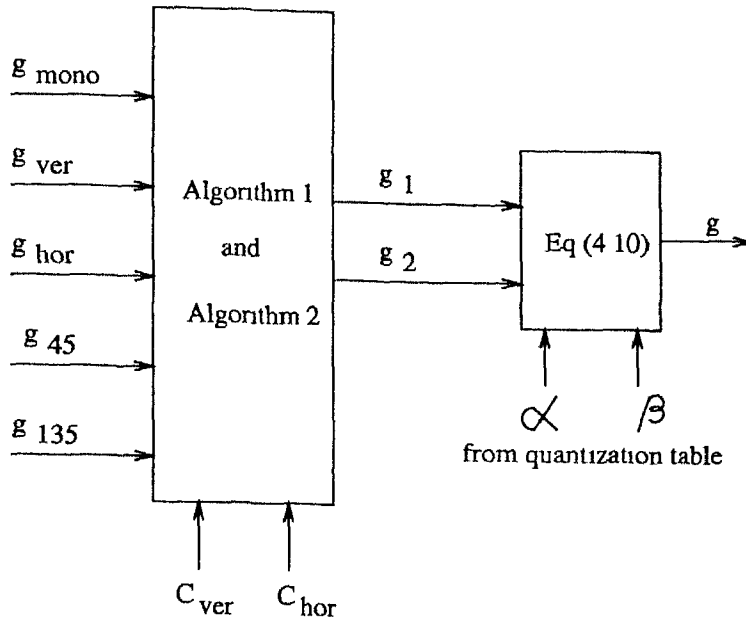 g mono
g ver
g hor
g 45
g 135
Algorithm 1
and
Algorithm 2
g 1
g 2
Eq (4 10)
g
α β
from quantization table
C ver C hor